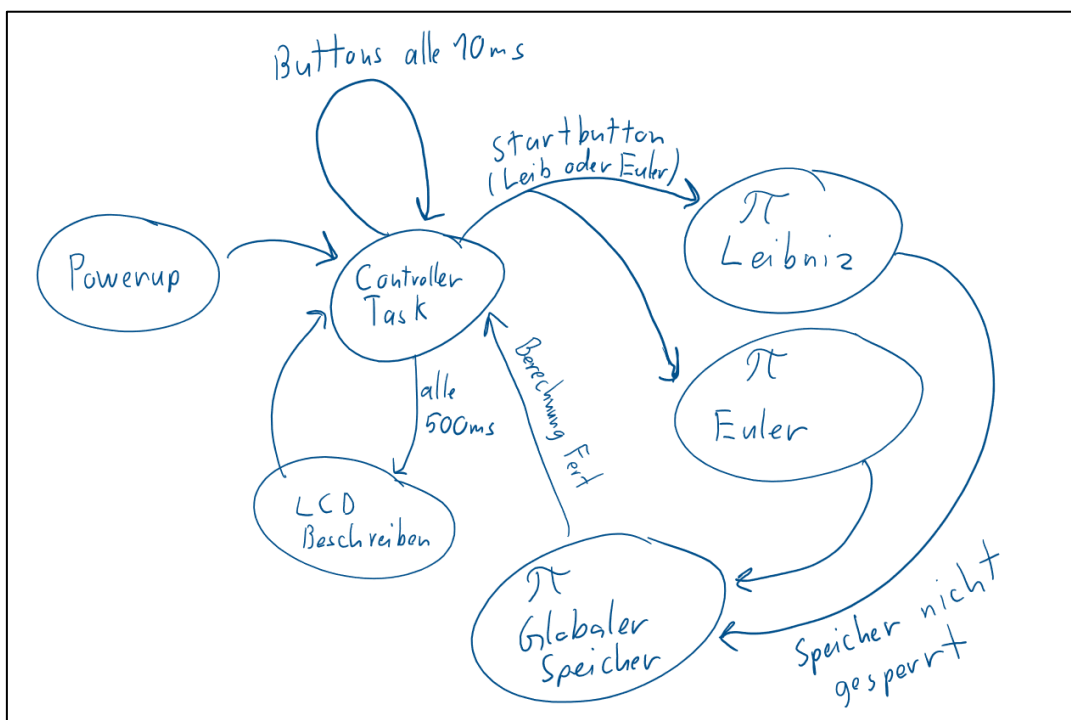 Buttons alle 10ms
Startbutton
(Leib oder Euler)
π
Leibniz
Powerup
Controller
Task
Berechnung Fert
π
Euler
alle
500ms
LCD
Beschreiben
π
Globaler
Speicher
Speicher nicht
gesperrt